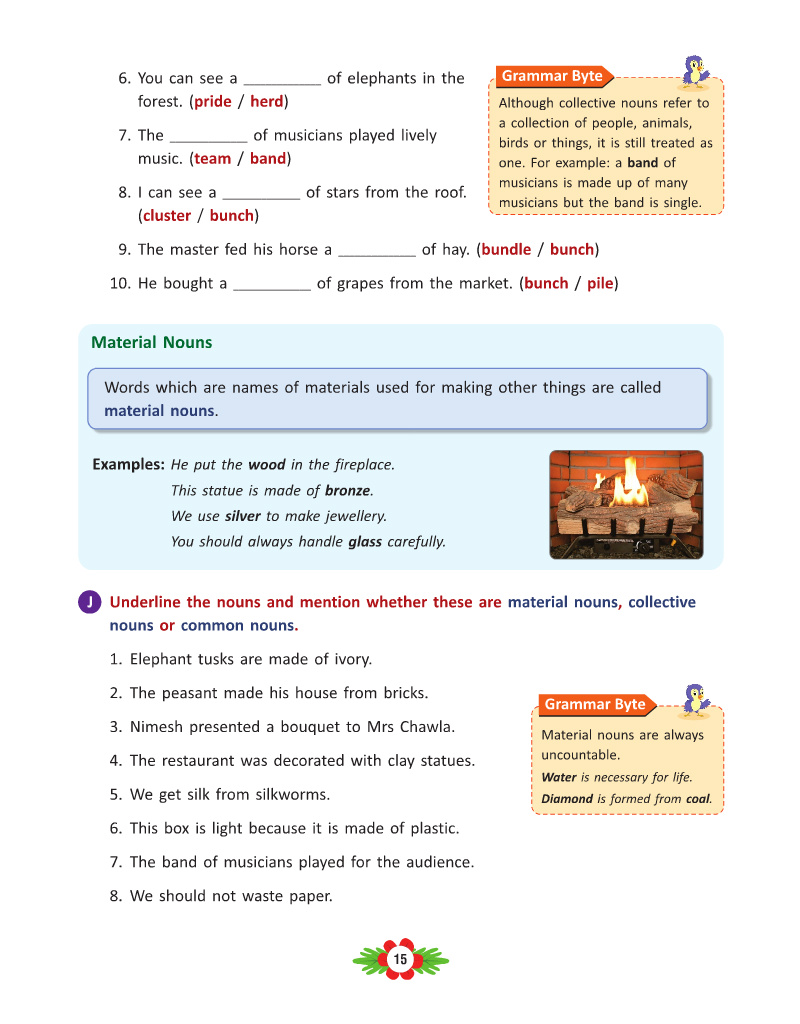 6. You can see a _________ of elephants in the
forest. (pride / herd)
7. The _________ of musicians played lively
music. (team / band)
8. I can see a _________ of stars from the roof.
(cluster / bunch)
9. The master fed his horse a _________ of hay. (bundle / bunch)
10. He bought a _________ of grapes from the market. (bunch / pile)
Grammar Byte
Although collective nouns refer to
a collection of people, animals,
birds or things, it is still treated as
one. For example: a band of
musicians is made up of many
musicians but the band is single.
Material Nouns
Words which are names of materials used for making other things are called
material nouns.
Examples: He put the wood in the fireplace.
This statue is made of bronze.
We use silver to make jewellery.
You should always handle glass carefully.
J Underline the nouns and mention whether these are material nouns, collective
nouns or common nouns.
1. Elephant tusks are made of ivory.
2. The peasant made his house from bricks.
3. Nimesh presented a bouquet to Mrs Chawla.
4. The restaurant was decorated with clay statues.
5. We get silk from silkworms.
6. This box is light because it is made of plastic.
7. The band of musicians played for the audience.
8. We should not waste paper.
Grammar Byte
Material nouns are always
uncountable.
Water is necessary for life.
Diamond is formed from coal.
15